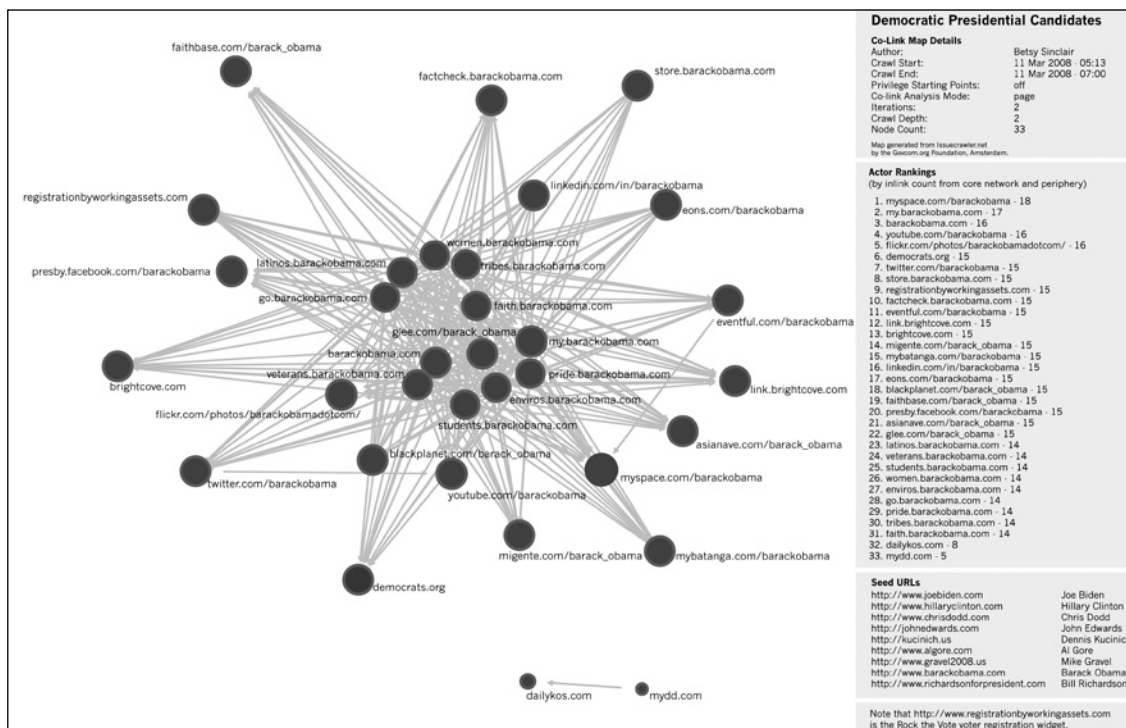 faithbase.com/barack_obama
factcheck.barackobama.com
store.barackobama.com
linkedin.com/in/barackobama
registrationbyworkingassets.com
eons.com/barackobama
women.barackobama.com
latinos.barackobama.com
tribes.barackobama.com
presby.facebook.com/barackobama
go.barackobama.com
faith.barackobama.com
eventful.com/barackobama
glee.com/barack_obama
my.barackobama.com
barackobama.com
veterans.barackobama.com
pride.barackobama.com
brightcove.com
link.brightcove.com
enviros.barackobama.com
flickr.com/photos/barackobamadotcom/
students.barackobama.com
asianave.com/barack_obama
blackplanet.com/barack_obama
twitter.com/barackobama
myspace.com/barackobama
youtube.com/barackobama
migente.com/barack_obama
mybatanga.com/barackobama
democrats.org
dailykos.com
mydd.com
Democratic Presidential Candidates
Co-Link Map Details
Author: Betsy Sinclair
Crawl Start: 11 Mar 2008 - 05:13
Crawl End: 11 Mar 2008 - 07:00
Privilege Starting Points: off
Co-link Analysis Mode: page
Iterations: 2
Crawl Depth: 2
Node Count: 33
Map generated from Issuecrawler.net
by the Govcom.org Foundation, Amsterdam.
Actor Rankings
(by inlink count from core network and periphery)
1. myspace.com/barackobama - 18
2. my.barackobama.com - 17
3. barackobama.com - 16
4. youtube.com/barackobama - 16
5. flickr.com/photos/barackobamadotcom/ - 16
6. democrats.org - 15
7. twitter.com/barackobama - 15
8. store.barackobama.com - 15
9. registrationbyworkingassets.com - 15
10. factcheck.barackobama.com - 15
11. eventful.com/barackobama - 15
12. link.brightcove.com - 15
13. brightcove.com - 15
14. migente.com/barack_obama - 15
15. mybatanga.com/barackobama - 15
16. linkedin.com/in/barackobama - 15
17. eons.com/barackobama - 15
18. blackplanet.com/barack_obama - 15
19. faithbase.com/barack_obama - 15
20. presby.facebook.com/barackobama - 15
21. asianave.com/barack_obama - 15
22. glee.com/barack_obama - 15
23. latinos.barackobama.com - 14
24. veterans.barackobama.com - 14
25. students.barackobama.com - 14
26. women.barackobama.com - 14
27. enviros.barackobama.com - 14
28. go.barackobama.com - 14
29. pride.barackobama.com - 14
30. tribes.barackobama.com - 14
31. faith.barackobama.com - 14
32. dailykos.com - 8
33. mydd.com - 5
Seed URLs
http://www.joebiden.com Joe Biden
http://www.hillaryclinton.com Hillary Clinton
http://www.chrisdodd.com Chris Dodd
http://johnedwards.com John Edwards
http://kucinich.us Dennis Kucinic
http://www.algore.com Al Gore
http://www.gravel2008.us Mike Gravel
http://www.barackobama.com Barack Obama
http://www.richardsonforpresident.com Bill Richardson
Note that http://www.registrationbyworkingassets.com
is the Rock the Vote voter registration widget.